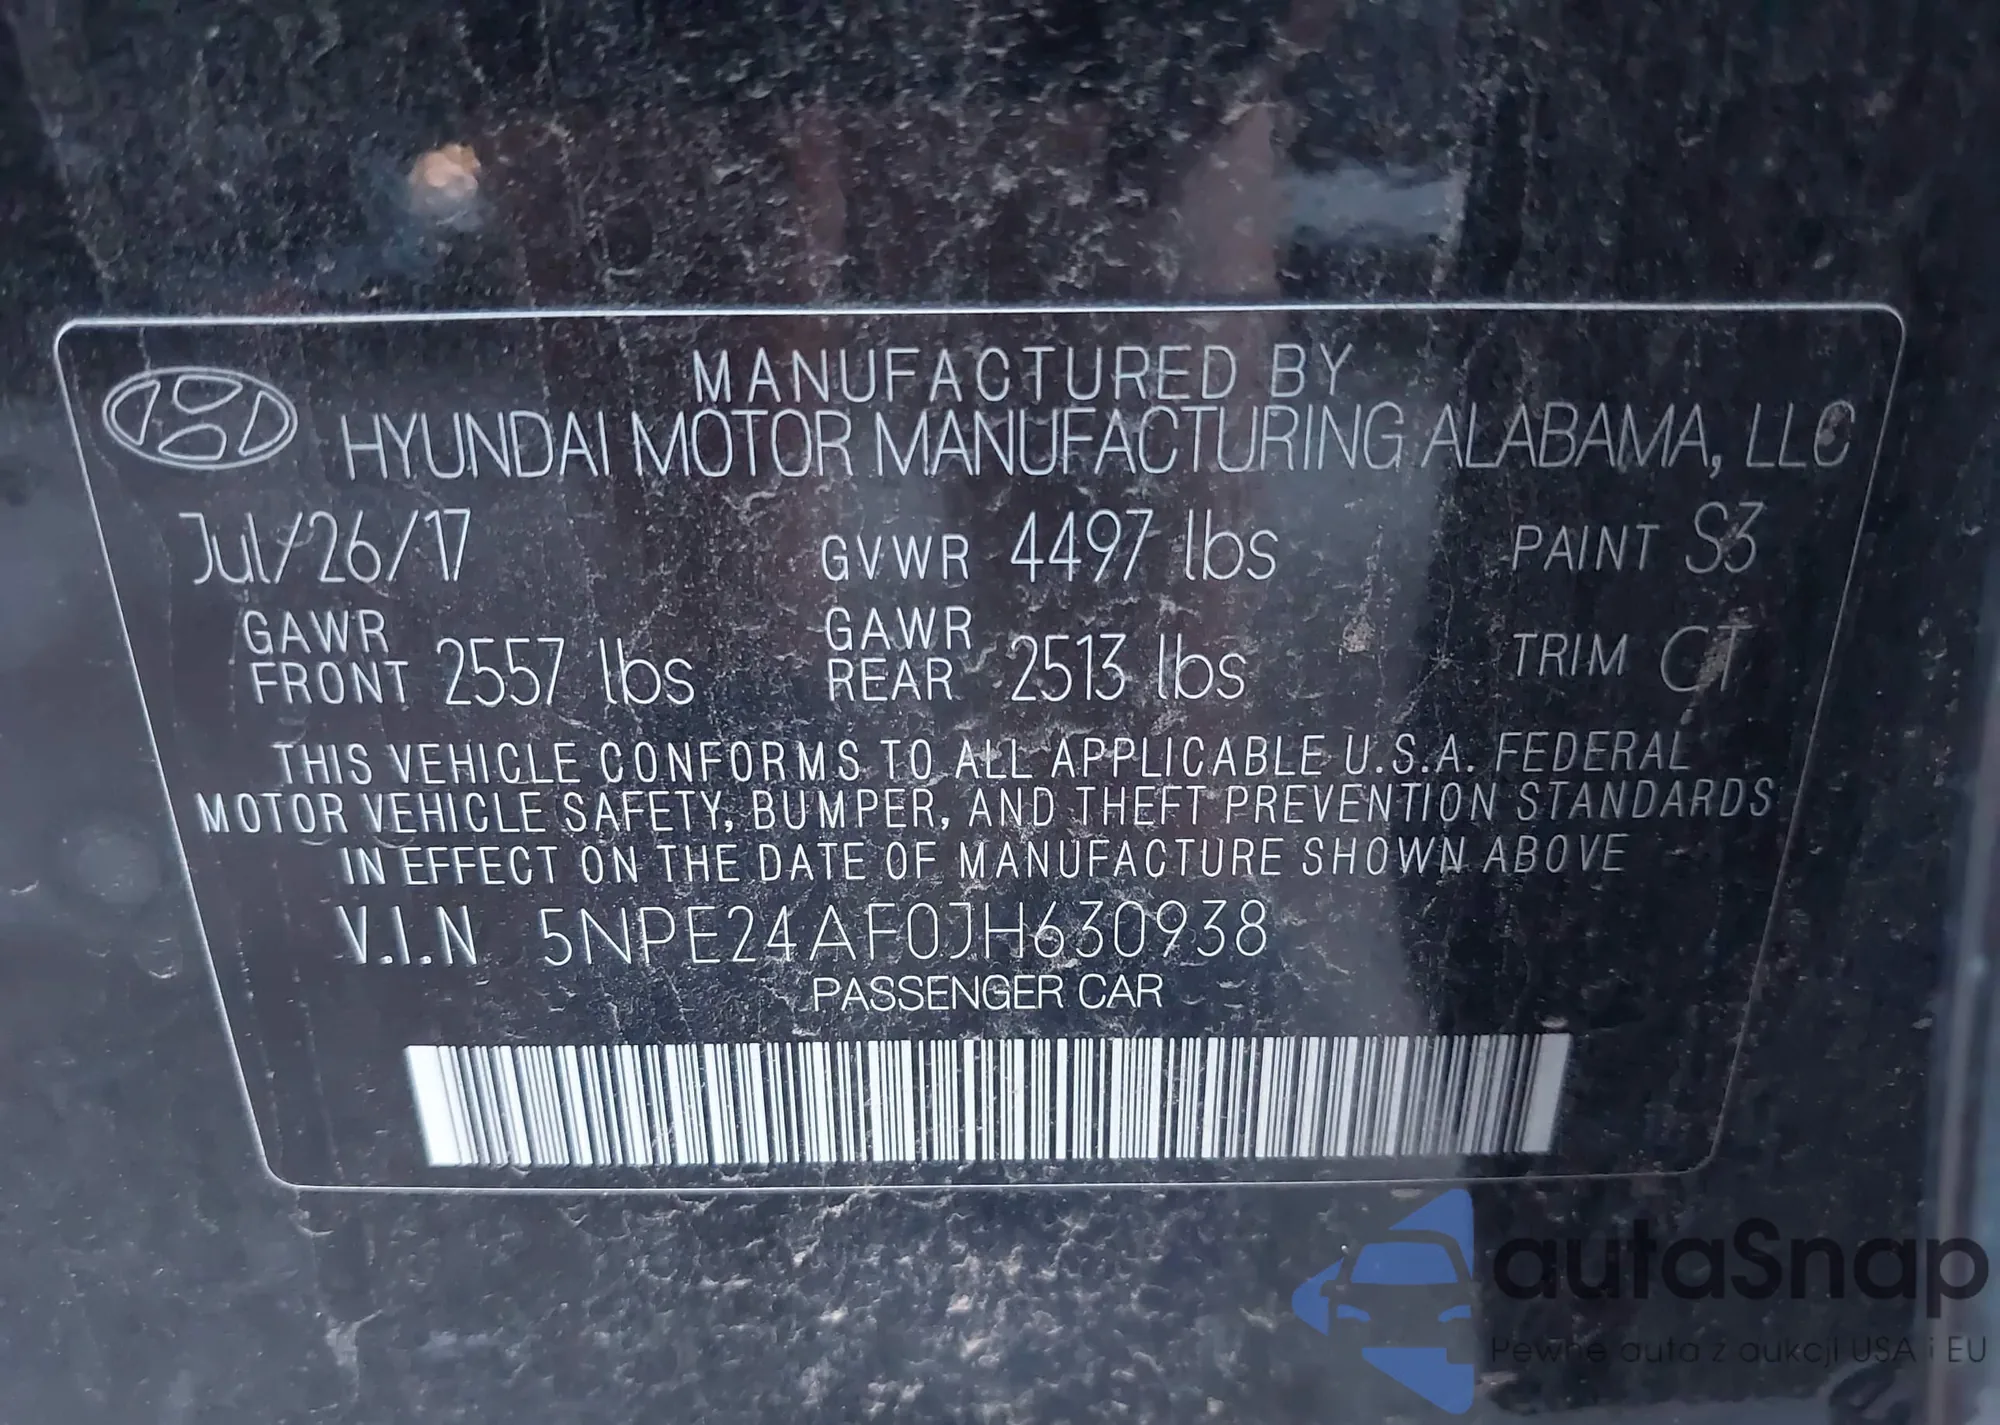 MANUFACTURED BY
HYUNDAI MOTOR MANUFACTURING ALABAMA, LLC
Jul/26/17 GVWR 4497 lbs PAINT S3
GAWR FRONT 2557 lbs GAWR REAR 2513 lbs TRIM CT
THIS VEHICLE CONFORMS TO ALL APPLICABLE U.S.A. FEDERAL
MOTOR VEHICLE SAFETY, BUMPER, AND THEFT PREVENTION STANDARDS
IN EFFECT ON THE DATE OF MANUFACTURE SHOWN ABOVE
V.I.N 5NPE24AF0JH630938
PASSENGER CAR
autaSnap
Pewne auta z aukcji USA i EU